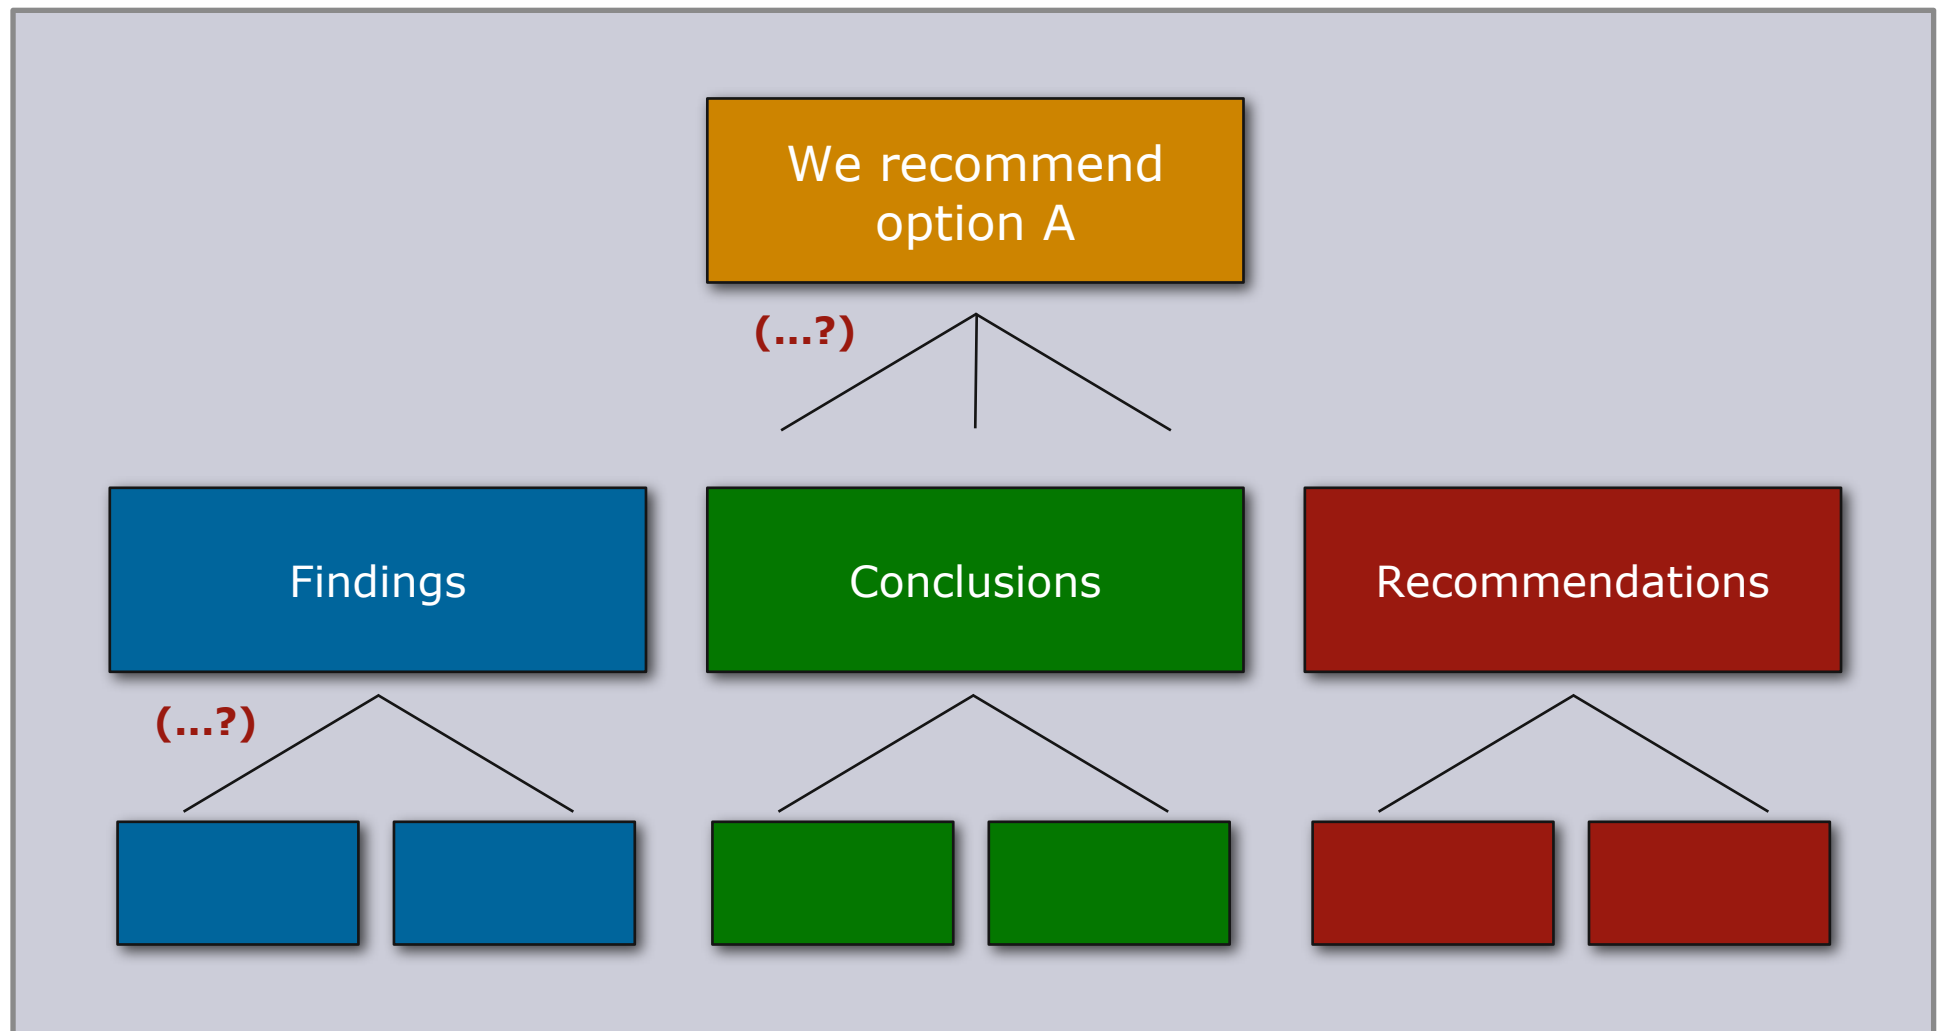 We recommend
option A
(...?)
Findings
Conclusions
Recommendations
(...?)